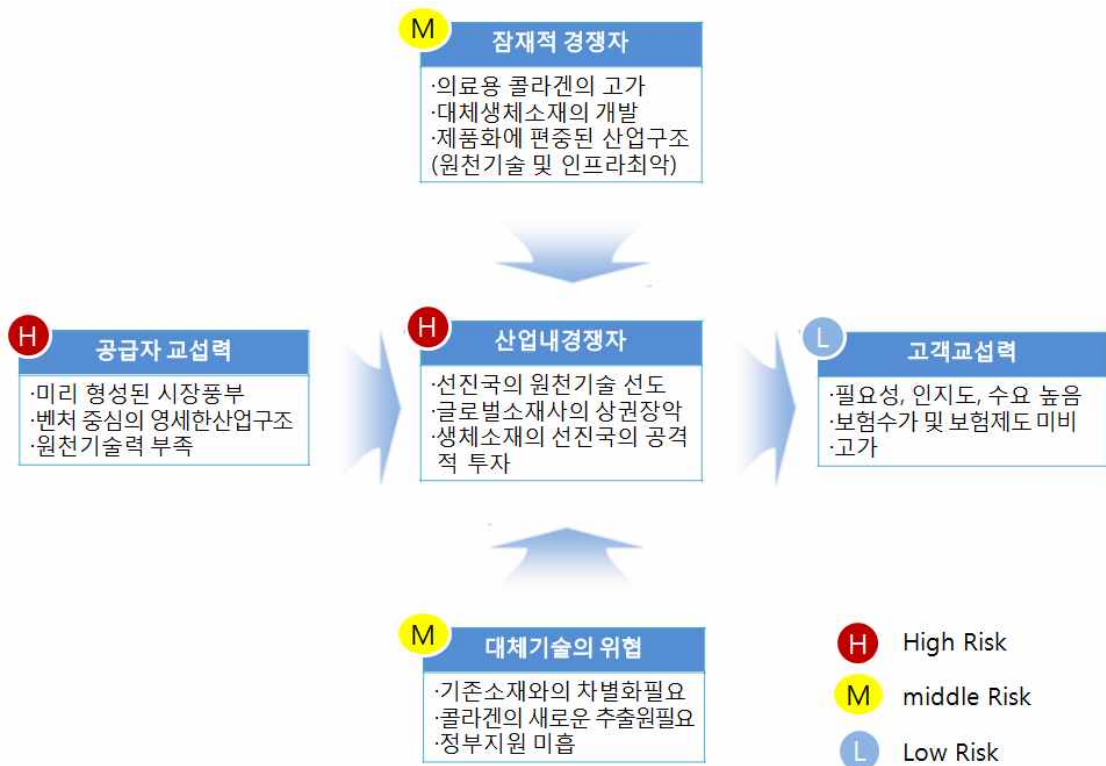 M
잠재적 경쟁자
·의료용 콜라겐의 고가
·대체생체소재의 개발
·제품화에 편중된 산업구조
(원천기술 및 인프라최악)
H
공급자 교섭력
·미리 형성된 시장풍부
·벤처 중심의 영세한산업구조
·원천기술력 부족
H
산업내경쟁자
·선진국의 원천기술 선도
·글로벌소재사의 상권장악
·생체소재의 선진국의 공격
적 투자
L
고객교섭력
·필요성, 인지도, 수요 높음
·보험수가 및 보험제도 미비
·고가
M
대체기술의 위협
·기존소재와의 차별화필요
·콜라겐의 새로운 추출원필요
·정부지원 미흡
H High Risk
M middle Risk
L Low Risk